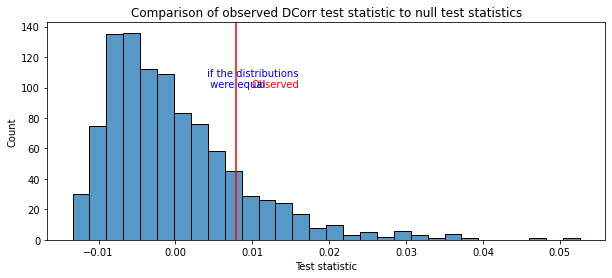 Comparison of observed DCorr test statistic to null test statistics
140
120
100
80
60
40
20
0
Count
if the distributions
were equal
Observed
-0.01
0.00
0.01
0.02
0.03
0.04
0.05
Test statistic